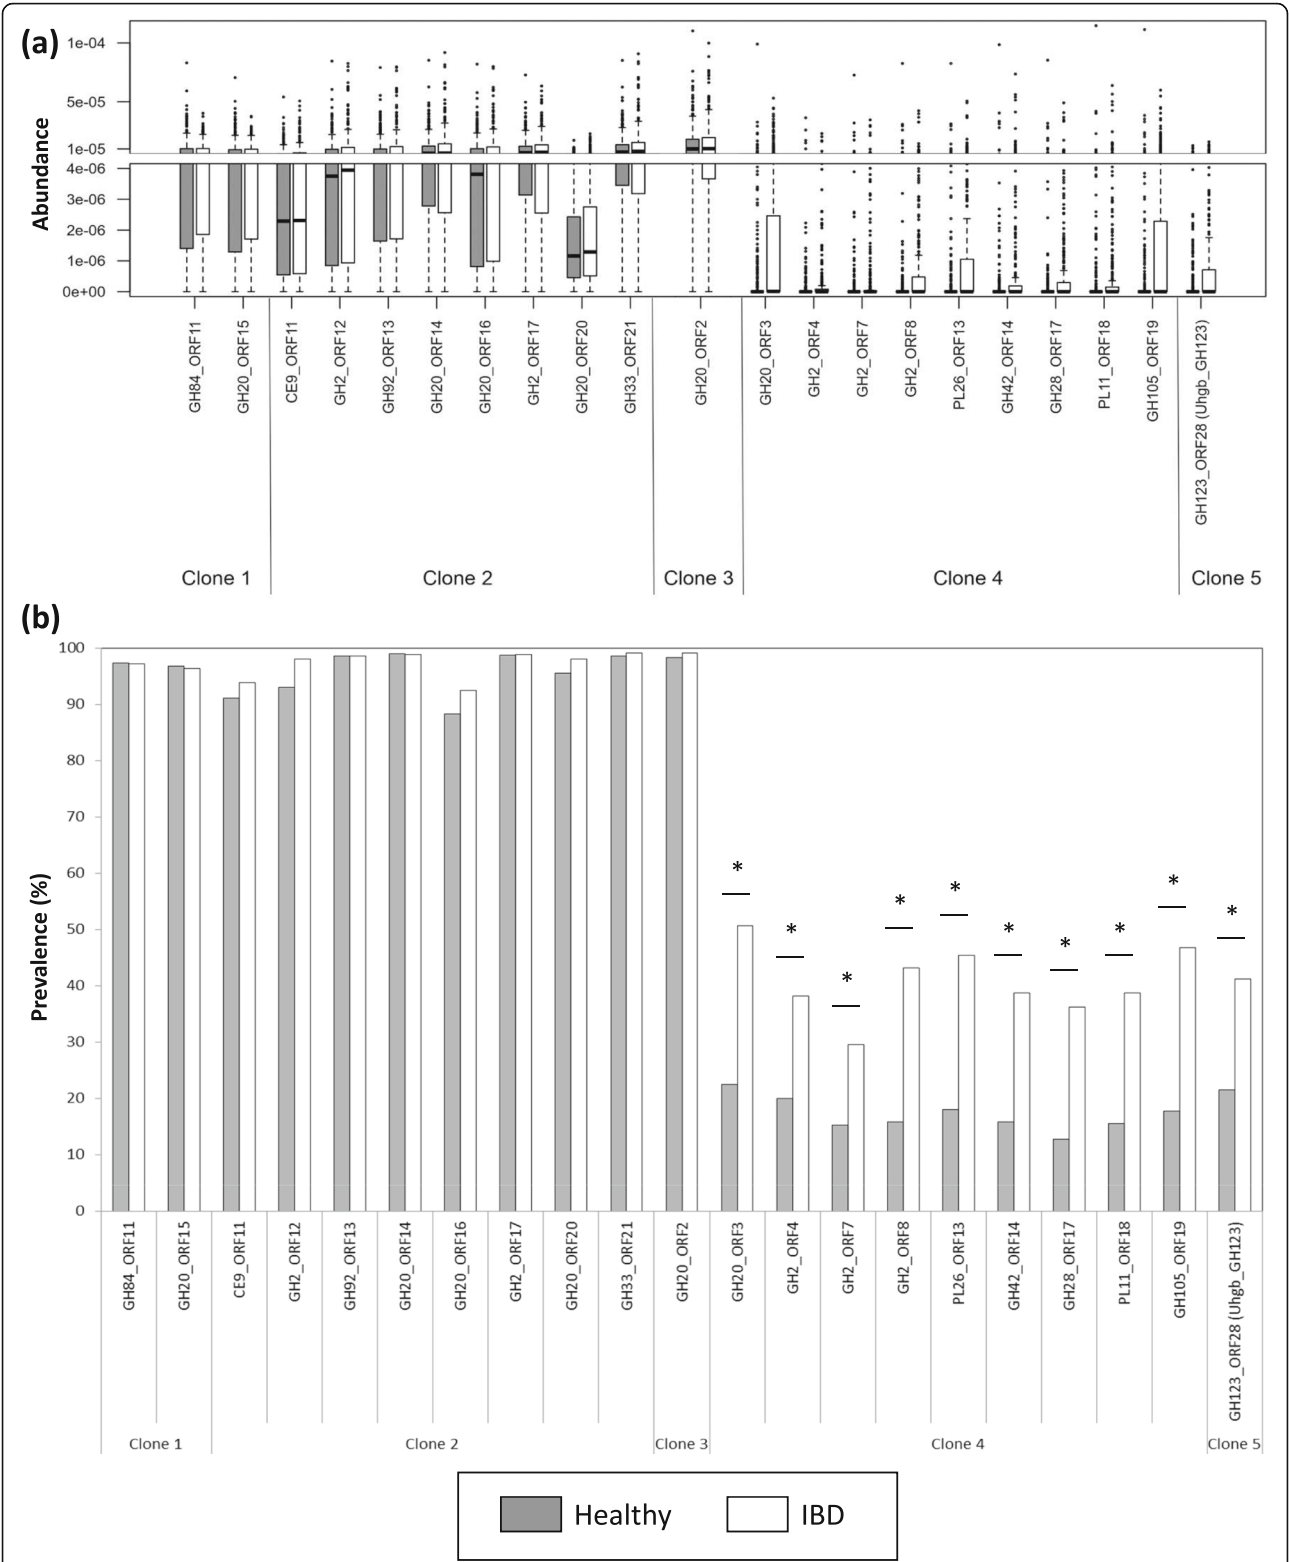 (a)
Abundance
1e-04
5e-05
1e-05
4e-06
3e-06
2e-06
1e-06
0e+00
GH84_ORF11
GH20_ORF15
CE9_ORF11
GH2_ORF12
GH92_ORF13
GH20_ORF14
GH20_ORF16
GH2_ORF17
GH20_ORF20
GH33_ORF21
GH20_ORF2
GH20_ORF3
GH2_ORF4
GH2_ORF7
GH2_ORF8
PL26_ORF13
GH42_ORF14
GH28_ORF17
PL11_ORF18
GH105_ORF19
GH123_ORF28 (Uhgb_GH123)
Clone 1
Clone 2
Clone 3
Clone 4
Clone 5
(b)
Prevalence (%)
100
90
80
70
60
50
40
30
20
10
0
*
*
*
*
*
*
*
*
*
*
GH84_ORF11
GH20_ORF15
CE9_ORF11
GH2_ORF12
GH92_ORF13
GH20_ORF14
GH20_ORF16
GH2_ORF17
GH20_ORF20
GH33_ORF21
GH20_ORF2
GH20_ORF3
GH2_ORF4
GH2_ORF7
GH2_ORF8
PL26_ORF13
GH42_ORF14
GH28_ORF17
PL11_ORF18
GH105_ORF19
GH123_ORF28 (Uhgb_GH123)
Clone 1
Clone 2
Clone 3
Clone 4
Clone 5
Healthy
IBD